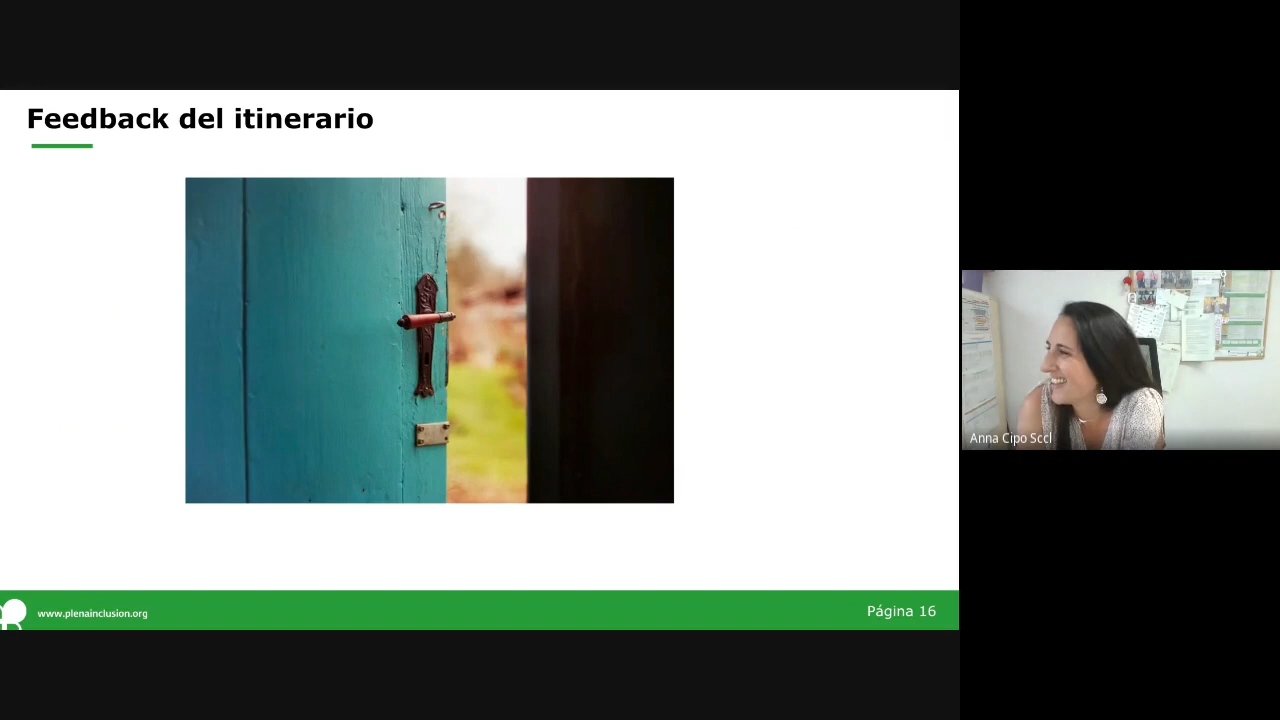 Feedback del itinerario
www.plenainclusion.org
Página 16
Anna Cipo Sccl